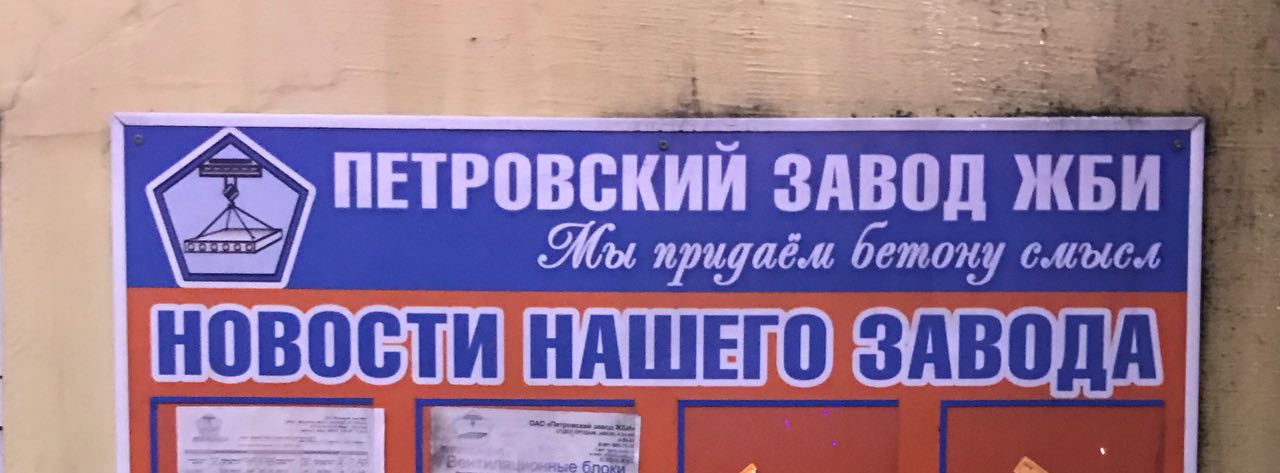 ПЕТРОВСКИЙ ЗАВОД ЖБИ
Мы придаём бетону смысл
НОВОСТИ НАШЕГО ЗАВОДА
ОАО «Петровский завод ЖБИ»
Вентиляционные блоки